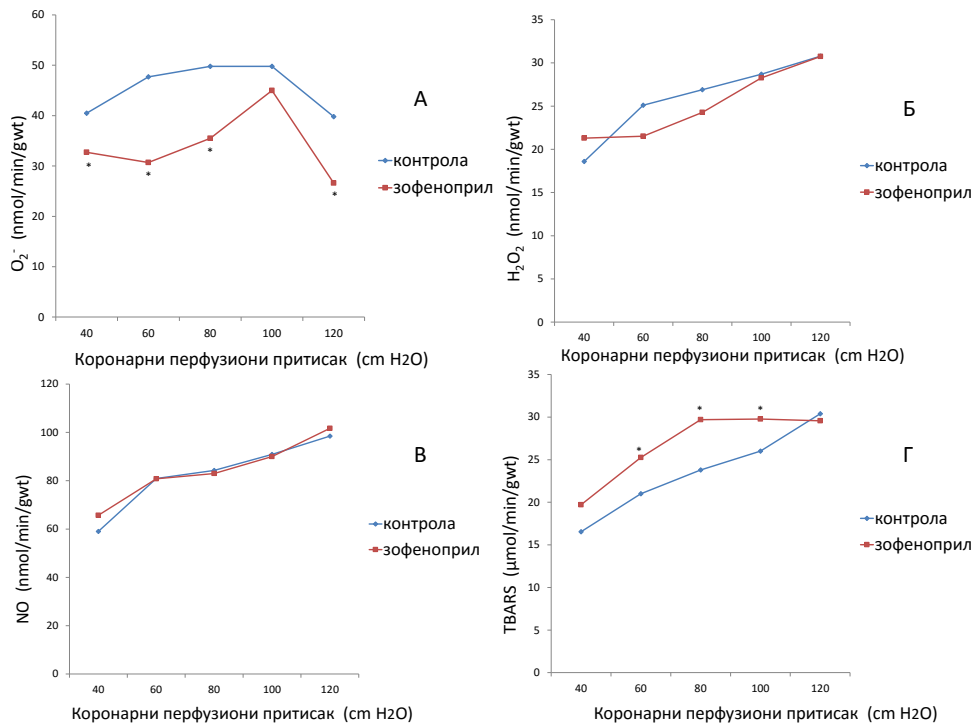 60
50
40
30
20
10
0
O₂⁻ (nmol/min/gwt)
40 60 80 100 120
Коронарни перфузиони притисак (cm H2O)
А
контрола
зофеноприл
*
*
*
*
35
30
25
20
15
10
5
0
H₂O₂ (nmol/min/gwt)
40 60 80 100 120
Коронарни перфузиони притисак (cm H2O)
Б
контрола
зофеноприл
120
100
80
60
40
20
0
NO (nmol/min/gwt)
40 60 80 100 120
Коронарни перфузиони притисак (cm H2O)
В
контрола
зофеноприл
35
30
25
20
15
10
5
0
TBARS (μmol/min/gwt)
40 60 80 100 120
Коронарни перфузиони притисак (cm H2O)
Г
контрола
зофеноприл
*
*
*